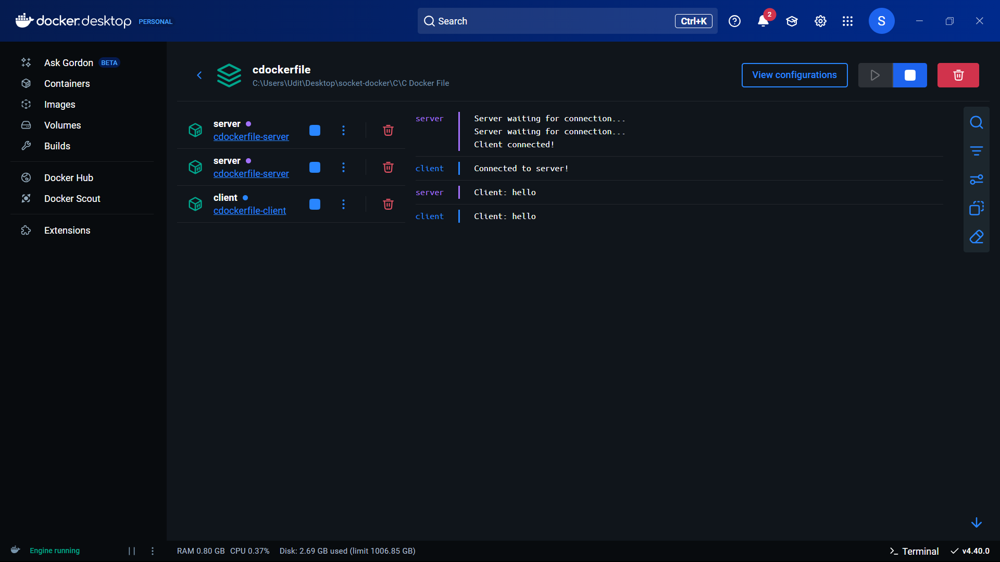 docker.desktop PERSONAL
Search
Ctrl+K
2
S
Ask Gordon BETA
Containers
Images
Volumes
Builds
Docker Hub
Docker Scout
Extensions
cdockerfile
C:\Users\Udit\Desktop\socket-docker\C\C Docker File
View configurations
server
cdockerfile-server
server
cdockerfile-server
client
cdockerfile-client
server Server waiting for connection...
Server waiting for connection...
Client connected!
client Connected to server!
server Client: hello
client Client: hello
Engine running
RAM 0.80 GB CPU 0.37% Disk: 2.69 GB used (limit 1006.85 GB)
Terminal
v4.40.0